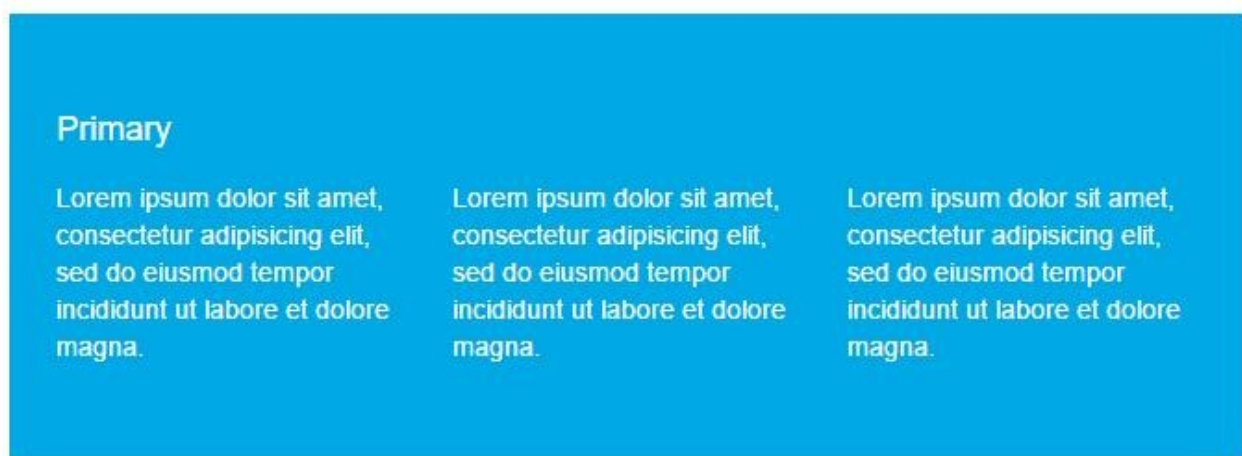 Primary
Lorem ipsum dolor sit amet,
consectetur adipisicing elit,
sed do eiusmod tempor
incididunt ut labore et dolore
magna.
Lorem ipsum dolor sit amet,
consectetur adipisicing elit,
sed do eiusmod tempor
incididunt ut labore et dolore
magna.
Lorem ipsum dolor sit amet,
consectetur adipisicing elit,
sed do eiusmod tempor
incididunt ut labore et dolore
magna.